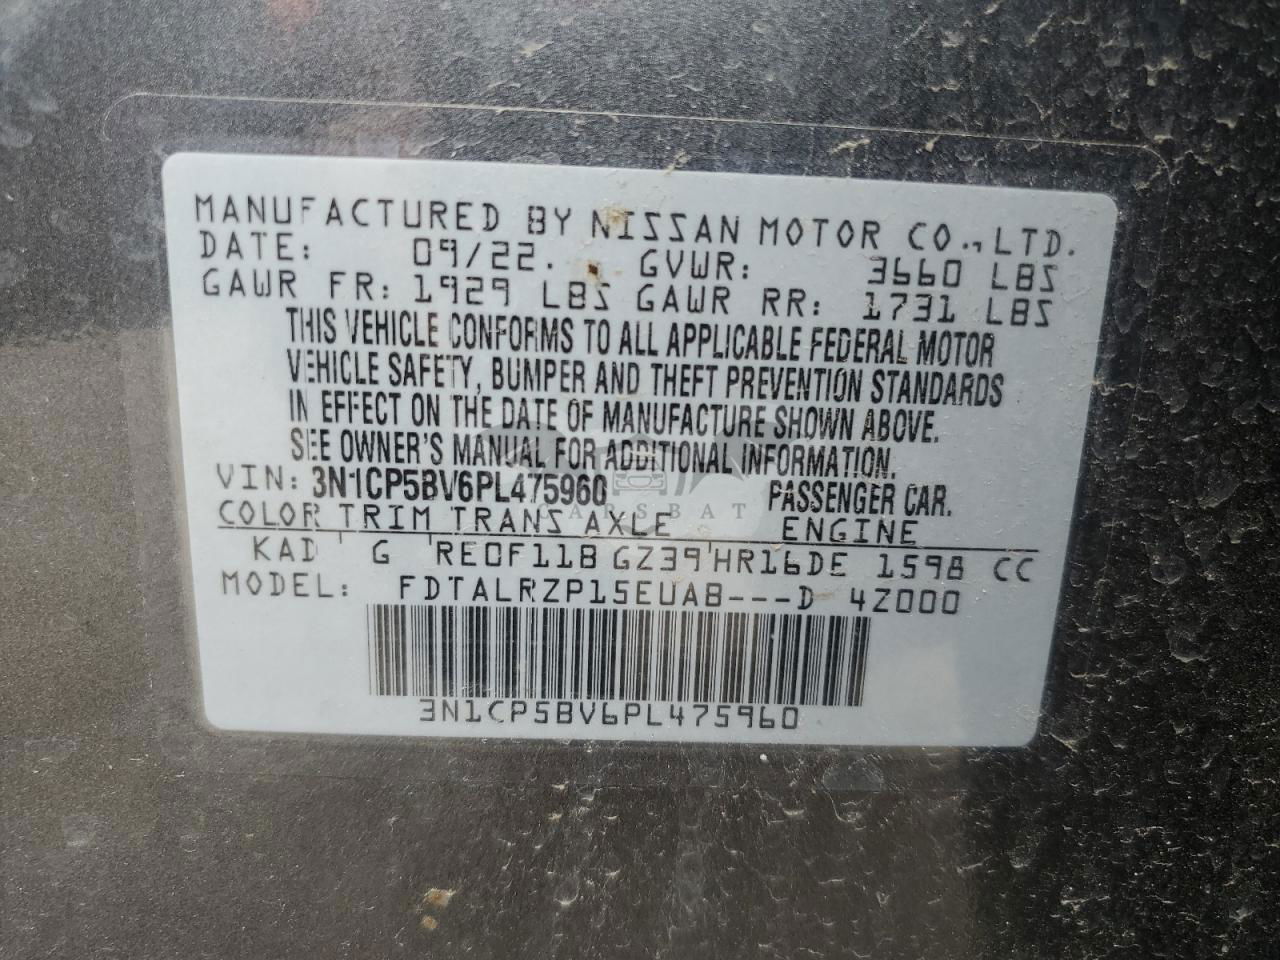 MANUFACTURED BY NISSAN MOTOR CO., LTD.
DATE: 09/22. GVWR: 3660 LBS
GAWR FR: 1929 LBS GAWR RR: 1731 LBS
THIS VEHICLE CONFORMS TO ALL APPLICABLE FEDERAL MOTOR
VEHICLE SAFETY, BUMPER AND THEFT PREVENTION STANDARDS
IN EFFECT ON THE DATE OF MANUFACTURE SHOWN ABOVE.
SEE OWNER'S MANUAL FOR ADDITIONAL INFORMATION.
VIN: 3N1CP5BV6PL475960 PASSENGER CAR.
CARSBAT
COLOR TRIM TRANS AXLE ENGINE
KAD G RE0F11B GZ39 HR16DE 1598 CC
MODEL: FDTALRZP15EUAB---D 4Z000
3N1CP5BV6PL475960